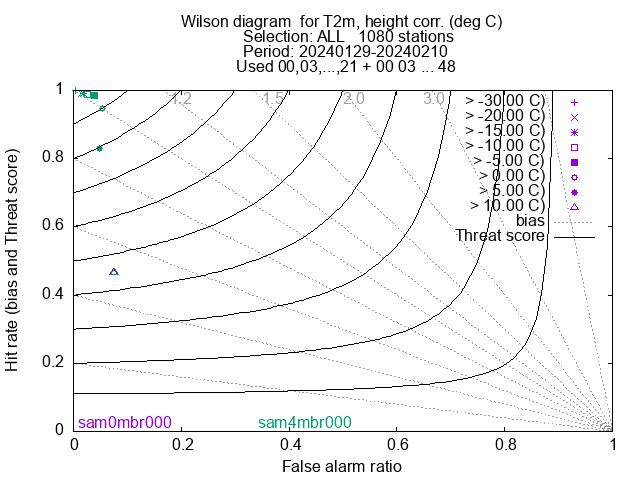 Wilson diagram  for T2m, height corr. (deg C)
Selection: ALL   1080 stations
Period: 20240129-20240210
Used 00,03,...,21 + 00 03 ... 48
Hit rate (bias and Threat score)
1
0.8
0.6
0.4
0.2
0
1.2
1.5
2.0
3.0
> -30.00 C)
> -20.00 C)
> -15.00 C)
> -10.00 C)
> -5.00 C)
> 0.00 C)
> 5.00 C)
> 10.00 C)
bias
Threat score
sam0mbr000 sam4mbr000
0 0.2 0.4 0.6 0.8 1
False alarm ratio